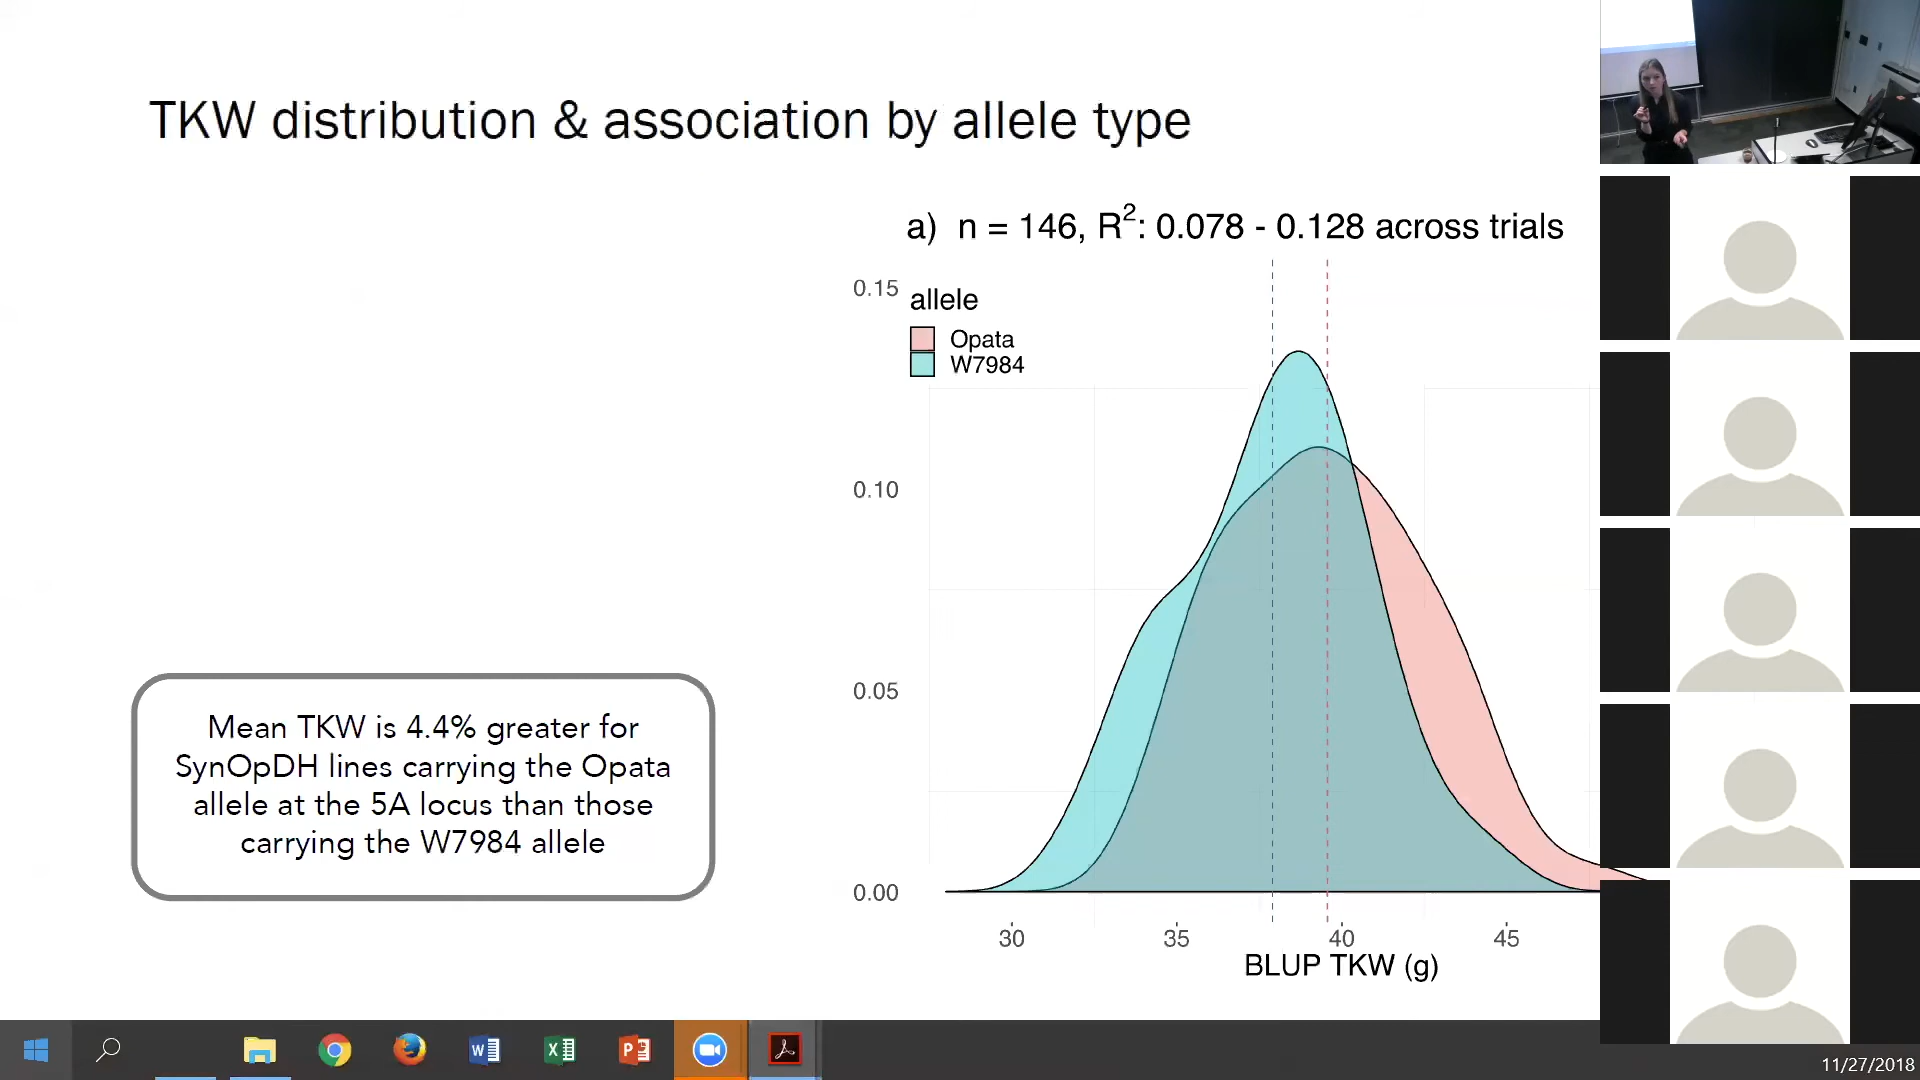 TKW distribution & association by allele type
a) n = 146, R²: 0.078 - 0.128 across trials
0.15
allele
Opata
W7984
0.10
0.05
0.00
30 35 40 45
BLUP TKW (g)
Mean TKW is 4.4% greater for
SynOpDH lines carrying the Opata
allele at the 5A locus than those
carrying the W7984 allele
11/27/2018